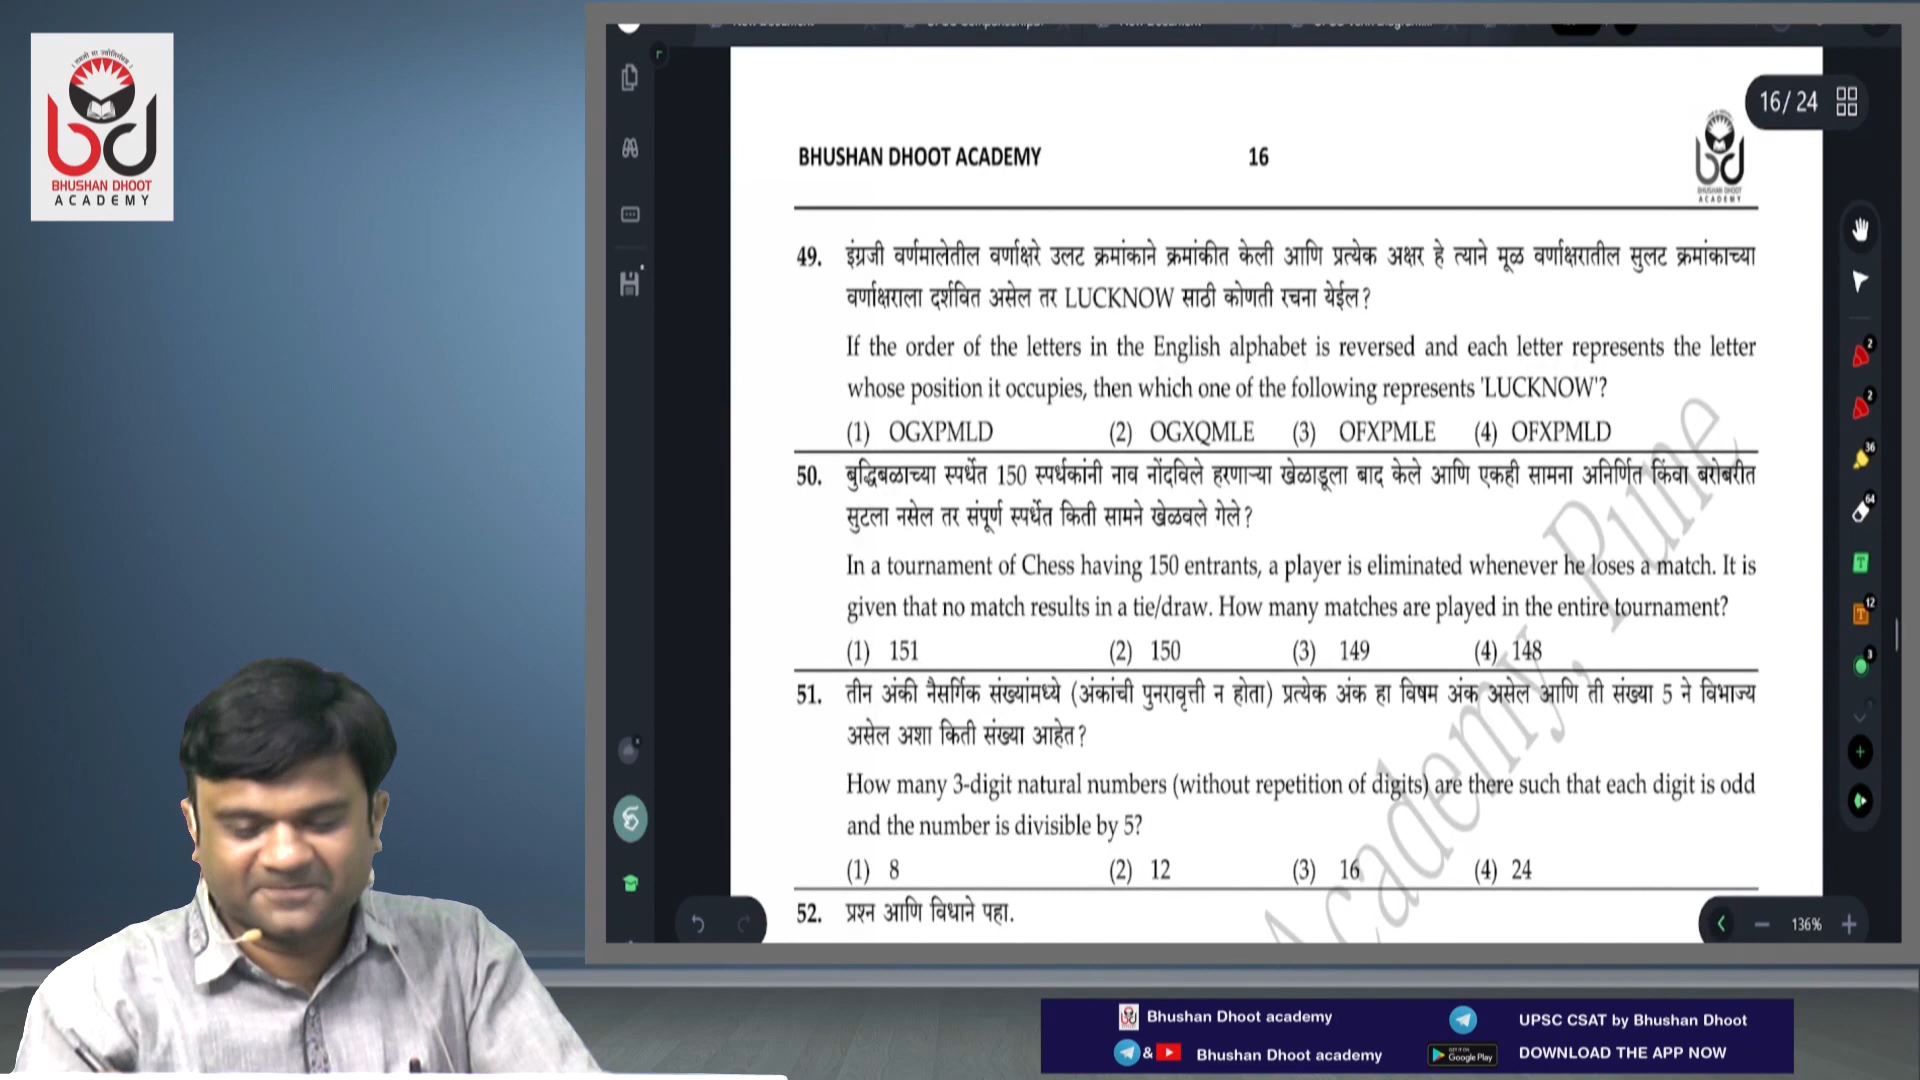 BHUSHAN DHOOT
ACADEMY
16/ 24
BHUSHAN DHOOT ACADEMY 16
49. इंग्रजी वर्णमालेतील वर्णाक्षरे उलट क्रमांकाने क्रमांकीत केली आणि प्रत्येक अक्षर हे त्याने मूळ वर्णाक्षरातील सुलट क्रमांकाच्या
वर्णाक्षराला दर्शवित असेल तर LUCKNOW साठी कोणती रचना येईल?
If the order of the letters in the English alphabet is reversed and each letter represents the letter
whose position it occupies, then which one of the following represents 'LUCKNOW'?
(1) OGXPMLD (2) OGXQMLE (3) OFXPMLE (4) OFXPMLD
50. बुद्धिबळाच्या स्पर्धेत 150 स्पर्धकांनी नाव नोंदविले हरणाऱ्या खेळाडूला बाद केले आणि एकही सामना अनिर्णित किंवा बरोबरीत
सुटला नसेल तर संपूर्ण स्पर्धेत किती सामने खेळवले गेले?
In a tournament of Chess having 150 entrants, a player is eliminated whenever he loses a match. It is
given that no match results in a tie/draw. How many matches are played in the entire tournament?
(1) 151 (2) 150 (3) 149 (4) 148
51. तीन अंकी नैसर्गिक संख्यांमध्ये (अंकांची पुनरावृत्ती न होता) प्रत्येक अंक हा विषम अंक असेल आणि ती संख्या 5 ने विभाज्य
असेल अशा किती संख्या आहेत?
How many 3-digit natural numbers (without repetition of digits) are there such that each digit is odd
and the number is divisible by 5?
(1) 8 (2) 12 (3) 16 (4) 24
52. प्रश्न आणि विधाने पहा.
Academy, Pune
136%
Bhushan Dhoot academy
& Bhushan Dhoot academy
UPSC CSAT by Bhushan Dhoot
Google Play DOWNLOAD THE APP NOW